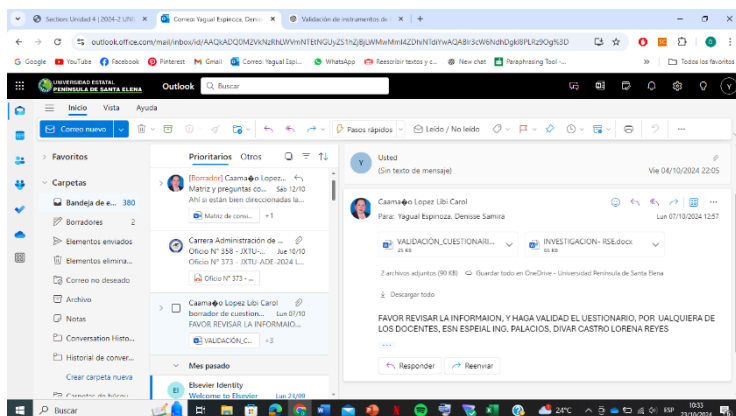 Section: Unidad 4 | 2024-2 UNI:
Correo: Yagual Espinoza, Denise
Validación de instrumentos de
outlook.office.com/mail/inbox/id/
Google
YouTube
Facebook
Pinterest
Gmail
Correo: Yagual Espi...
WhatsApp
Reescribir textos y c...
New chat
Paraphrasing Tool -...
Todos los favoritos
UNIVERSIDAD ESTATAL
PENÍNSULA DE SANTA ELENA
Outlook
Buscar
Inicio Vista Ayuda
Correo nuevo
Pasos rápidos
Leído / No leído
Favoritos
Carpetas
Bandeja de e... 380
Borradores 2
Elementos enviados
Elementos elimina...
Correo no deseado
Archivo
Notas
Conversation Histo...
Historial de conver...
Crear carpeta nueva
Prioritarios Otros
[Borrador] Caama�o Lopez...
Matriz y preguntas co... Sáb 12/10
Ahí si están bien direccionadas la...
Matriz de consi... +1
Carrera Administración de ...
Oficio N° 358 - JXTU-... Jue 10/10
Oficio N° 373 - JXTU-ADE-2024 L...
Oficio N° 373 - ...
Caama�o Lopez Libi Carol
borrador de cuestion... Lun 07/10
FAVOR REVISAR LA INFORMAIO...
VALIDACIÓN_C... +3
Mes pasado
Elsevier Identity
Welcome to Elsevier Lun 23/09
Usted
(Sin texto de mensaje)
Vie 04/10/2024 22:05
Caama�o Lopez Libi Carol
Para: Yagual Espinoza, Denisse Samira
Lun 07/10/2024 12:57
VALIDACIÓN_CUESTIONARI...
65 KB
INVESTIGACION- RSE.docx
2 archivos adjuntos (90 KB) Guardar todo en OneDrive - Universidad Península de Santa Elena
Descargar todo
FAVOR REVISAR LA INFORMAION, Y HAGA VALIDAD EL UESTIONARIO, POR UALQUIERA DE
LOS DOCENTES, ESN ESPEIAL ING. PALACIOS, DIVAR CASTRO LORENA REYES
Responder
Reenviar
Buscar
24°C
ESP
10:33
23/10/2024